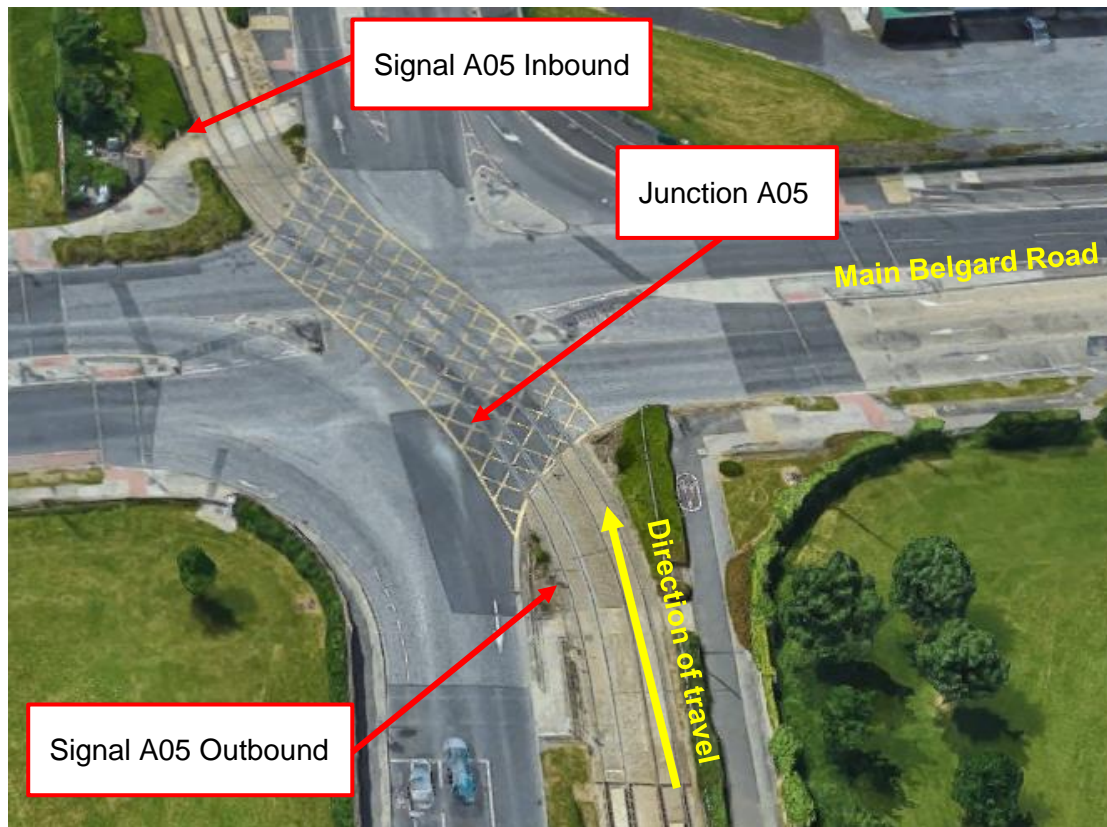 Signal A05 Inbound
Junction A05
Main Belgard Road
Direction of travel
Signal A05 Outbound